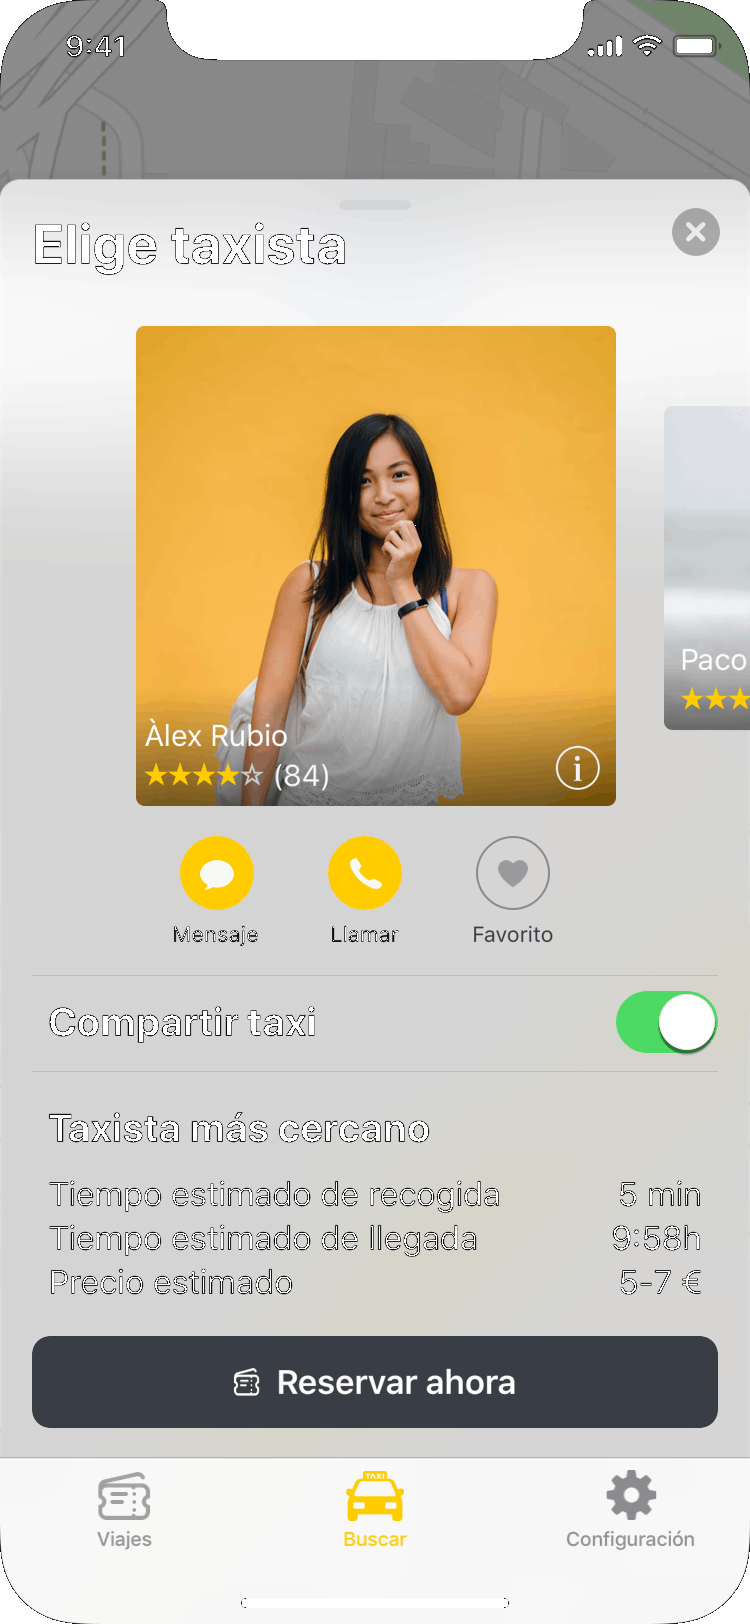 9:41
Elige taxista
Àlex Rubio
★★★★☆ (84)
Paco
★★★
Mensaje
Llamar
Favorito
Compartir taxi
Taxista más cercano
Tiempo estimado de recogida 5 min
Tiempo estimado de llegada 9:58h
Precio estimado 5-7 €
Reservar ahora
TAXI
Viajes
Buscar
Configuración